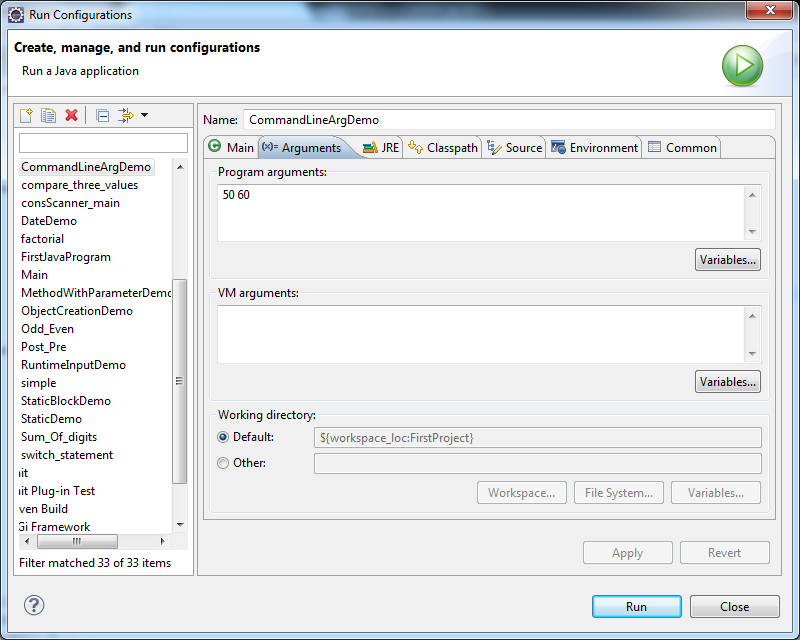 Run Configurations
Create, manage, and run configurations
Run a Java application
CommandLineArgDemo
compare_three_values
consScanner_main
DateDemo
factorial
FirstJavaProgram
Main
MethodWithParameterDemo
ObjectCreationDemo
Odd_Even
Post_Pre
RuntimeInputDemo
simple
StaticBlockDemo
StaticDemo
Sum_Of_digits
switch_statement
it
it Plug-in Test
ven Build
Gi Framework
Filter matched 33 of 33 items
Name: CommandLineArgDemo
Main (x)= Arguments JRE Classpath Source Environment Common
Program arguments:
50 60
Variables...
VM arguments:
Variables...
Working directory:
Default: ${workspace_loc:FirstProject}
Other:
Workspace... File System... Variables...
Apply Revert
Run Close